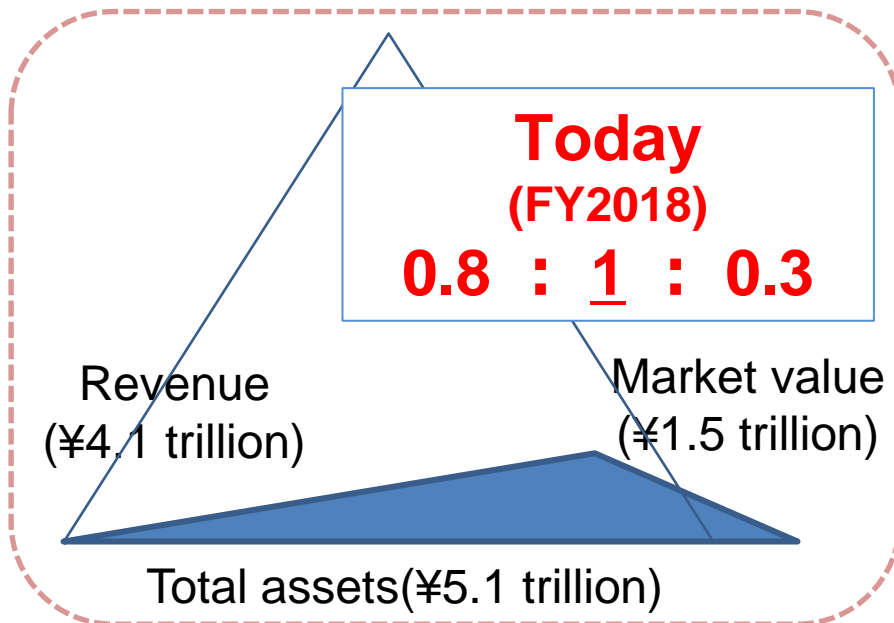 Today
(FY2018)
0.8 : 1 : 0.3
Revenue
(¥4.1 trillion)
Market value
(¥1.5 trillion)
Total assets(¥5.1 trillion)